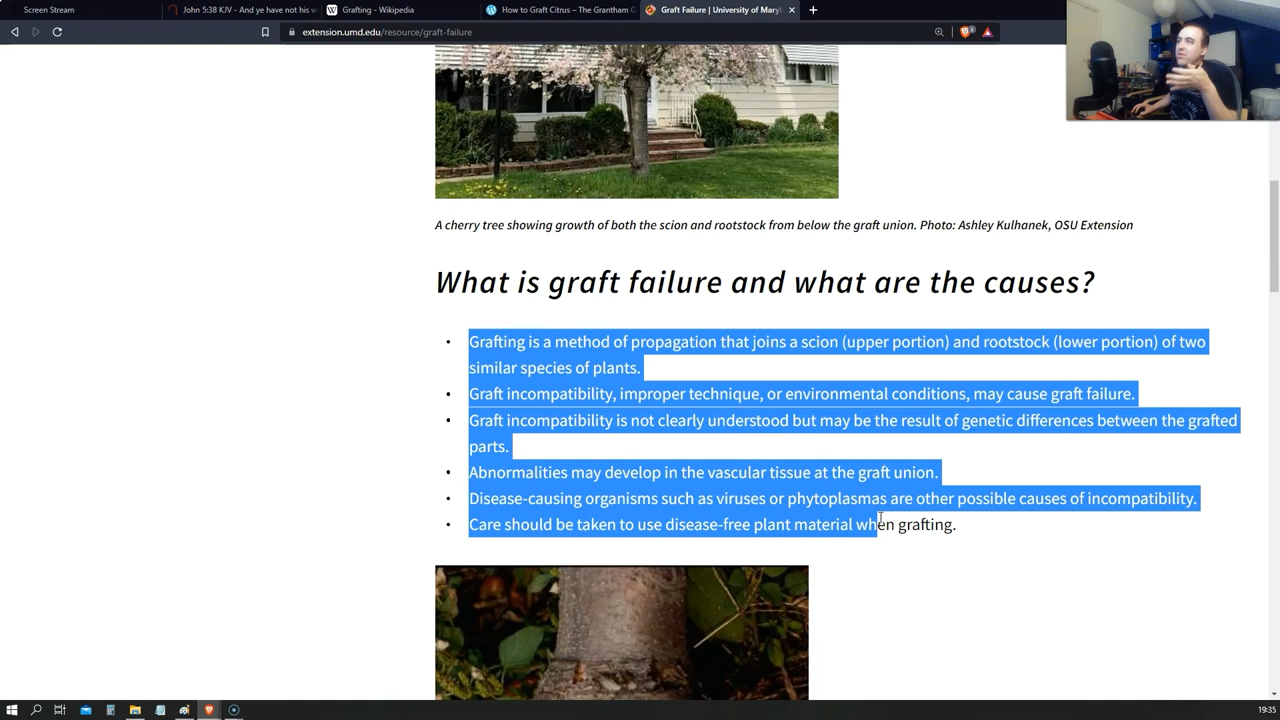 Screen Stream
John 5:38 KJV - And ye have not his w
Grafting - Wikipedia
How to Graft Citrus – The Grantham G
Graft Failure | University of Maryl
extension.umd.edu/resource/graft-failure
A cherry tree showing growth of both the scion and rootstock from below the graft union. Photo: Ashley Kulhanek, OSU Extension
What is graft failure and what are the causes?
• Grafting is a method of propagation that joins a scion (upper portion) and rootstock (lower portion) of two
similar species of plants.
• Graft incompatibility, improper technique, or environmental conditions, may cause graft failure.
• Graft incompatibility is not clearly understood but may be the result of genetic differences between the grafted
parts.
• Abnormalities may develop in the vascular tissue at the graft union.
• Disease-causing organisms such as viruses or phytoplasmas are other possible causes of incompatibility.
• Care should be taken to use disease-free plant material when grafting.
19:35